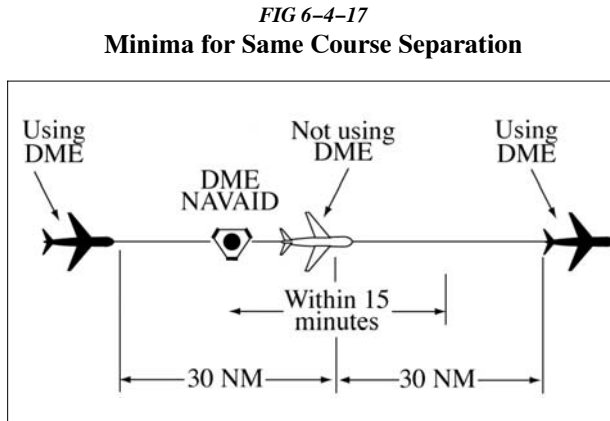 FIG 6–4–17
Minima for Same Course Separation
Using
DME
Not using
DME
Using
DME
DME
NAVAID
Within 15
minutes
30 NM
30 NM